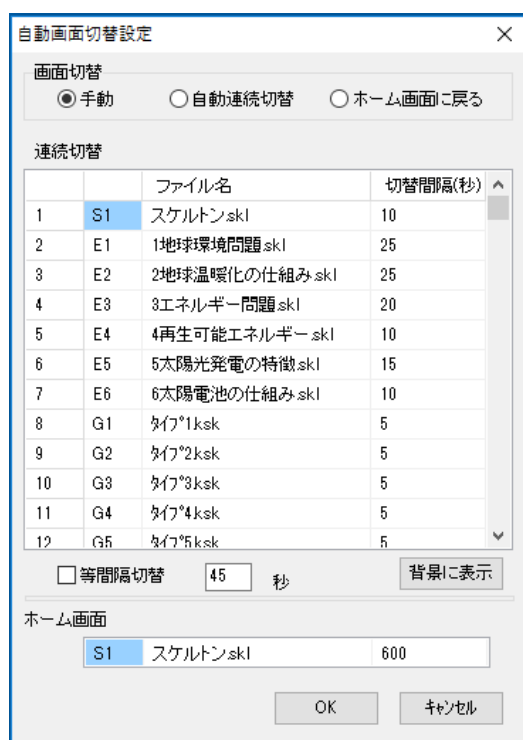 自動画面切替設定
画面切替
手動 自動連続切替 ホーム画面に戻る
連続切替
ファイル名 切替間隔(秒)
1 S1 スケルトン.skl 10
2 E1 1地球環境問題.skl 25
3 E2 2地球温暖化の仕組み.skl 25
4 E3 3エネルギー問題.skl 20
5 E4 4再生可能エネルギー.skl 10
6 E5 5太陽光発電の特徴.skl 15
7 E6 6太陽電池の仕組み.skl 10
8 G1 ﾀｲﾌﾟ1.ksk 5
9 G2 ﾀｲﾌﾟ2.ksk 5
10 G3 ﾀｲﾌﾟ3.ksk 5
11 G4 ﾀｲﾌﾟ4.ksk 5
12 G5 ﾀｲﾌﾟ5.ksk 5
等間隔切替 45 秒 背景に表示
ホーム画面
S1 スケルトン.skl 600
OK ｷｬﾝｾﾙ